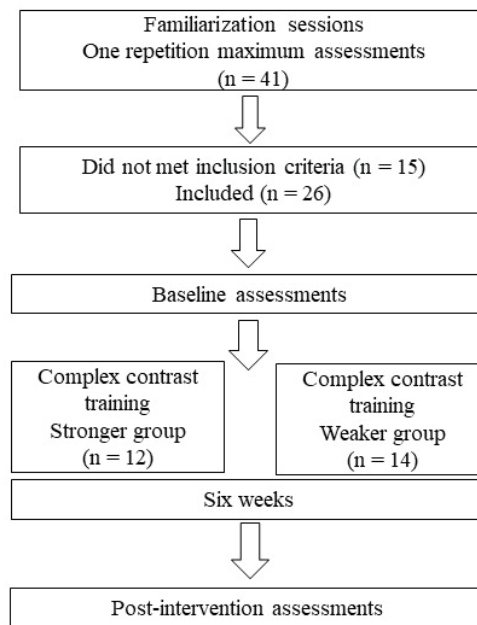 Familiarization sessions
One repetition maximum assessments
(n = 41)
Did not met inclusion criteria (n = 15)
Included (n = 26)
Baseline assessments
Complex contrast
training
Stronger group
(n = 12)
Complex contrast
training
Weaker group
(n = 14)
Six weeks
Post-intervention assessments